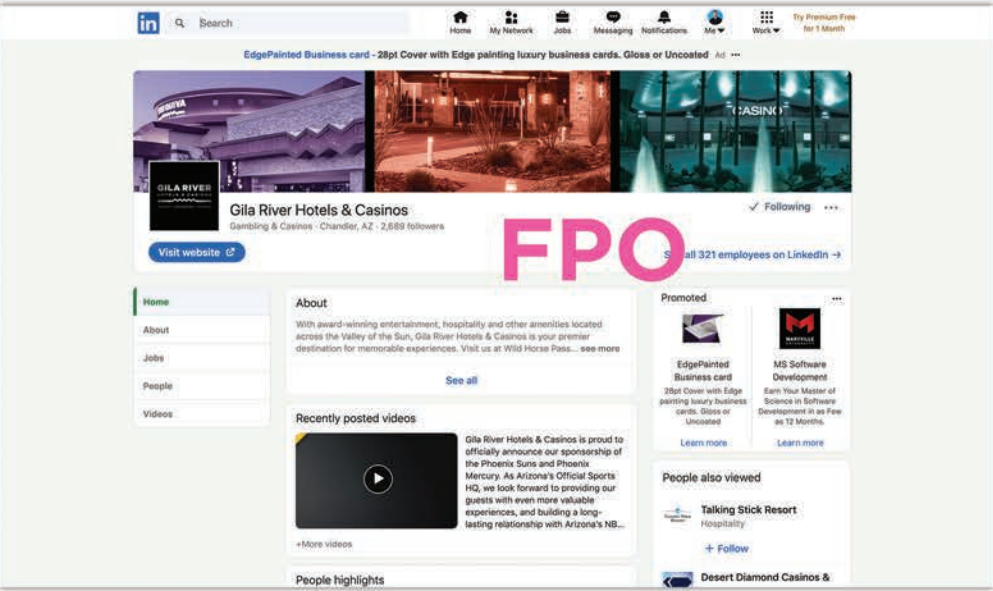 in
Search
Home
My Network
Jobs
Messaging
Notifications
Me
Work
Try Premium Free
for 1 Month
EdgePainted Business card - 28pt Cover with Edge painting luxury business cards. Gloss or Uncoated Ad ...
CASINO
GILA RIVER
HOTELS & CASINOS
Gila River Hotels & Casinos
Gambling & Casinos · Chandler, AZ · 2,689 followers
Following ...
FPO
all 321 employees on LinkedIn →
Visit website
Home
About
Jobs
People
Videos
About
With award-winning entertainment, hospitality and other amenities located
across the Valley of the Sun, Gila River Hotels & Casinos is your premier
destination for memorable experiences. Visit us at Wild Horse Pass... see more
See all
Recently posted videos
Gila River Hotels & Casinos is proud to
officially announce our sponsorship of
the Phoenix Suns and Phoenix
Mercury. As Arizona's Official Sports
HQ, we look forward to providing our
guests with even more valuable
experiences, and building a long-
lasting relationship with Arizona's NB...
+More videos
People highlights
Promoted ...
EdgePainted
Business card
28pt Cover with Edge
painting luxury business
cards. Gloss or
Uncoated
Learn more
M
MARYVILLE
UNIVERSITY
MS Software
Development
Earn Your Master of
Science in Software
Development in as Few
as 12 Months.
Learn more
People also viewed
Talking Stick Resort
Hospitality
+ Follow
Desert Diamond Casinos &